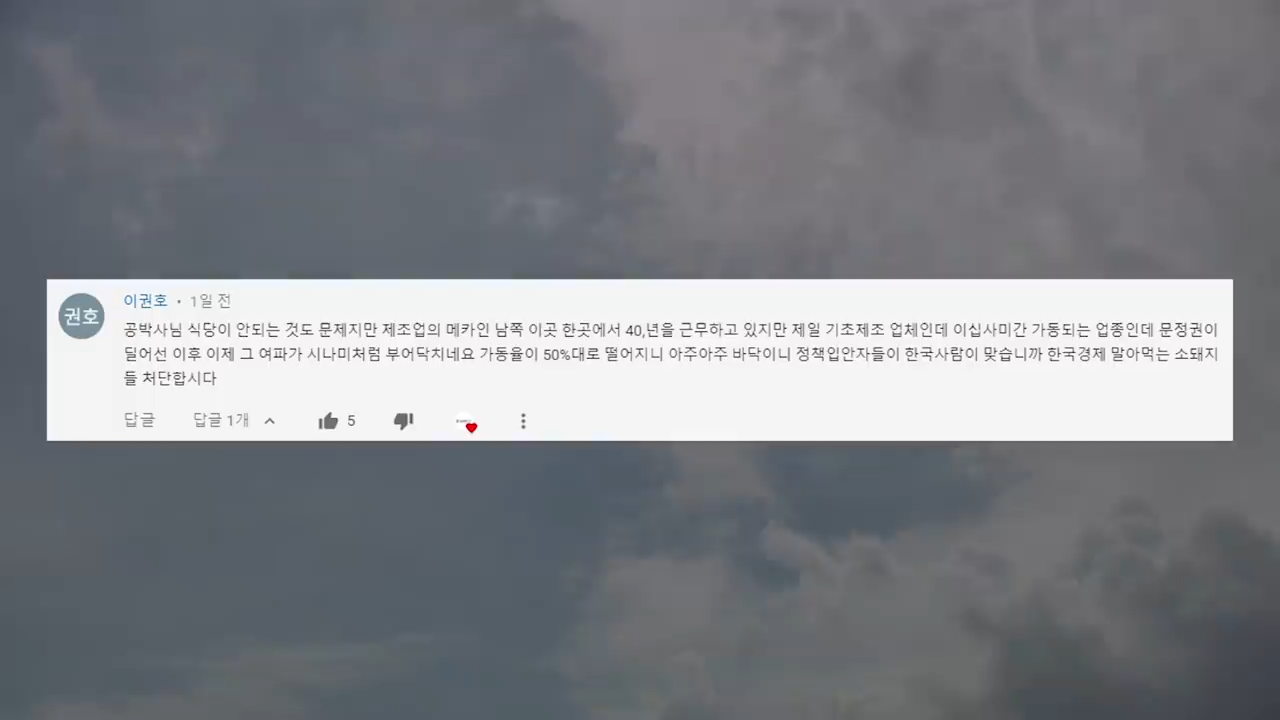 권호
이권호 • 1일 전
공박사님 식당이 안되는 것도 문제지만 제조업의 메카인 남쪽 이곳 한곳에서 40,년을 근무하고 있지만 제일 기초제조 업체인데 이십사미간 가동되는 업종인데 문정권이
딜어선 이후 이제 그 여파가 시나미처럼 부어닥치네요 가동율이 50%대로 떨어지니 아주아주 바닥이니 정책입안자들이 한국사람이 맞습니까 한국경제 말아먹는 소돼지
들 처단합시다
답글 답글 1개 5